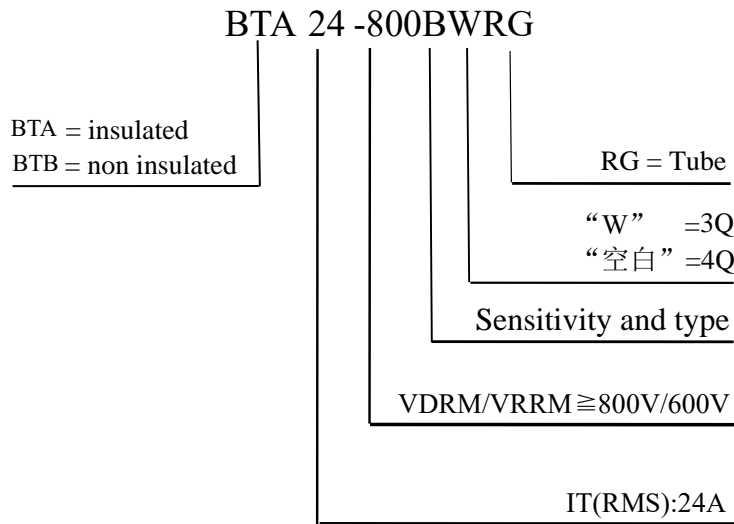 BTA 24 -800BWRG
BTA = insulated
BTB = non insulated
RG = Tube
“W” =3Q
“空白” =4Q
Sensitivity and type
VDRM/VRRM≧800V/600V
IT(RMS):24A